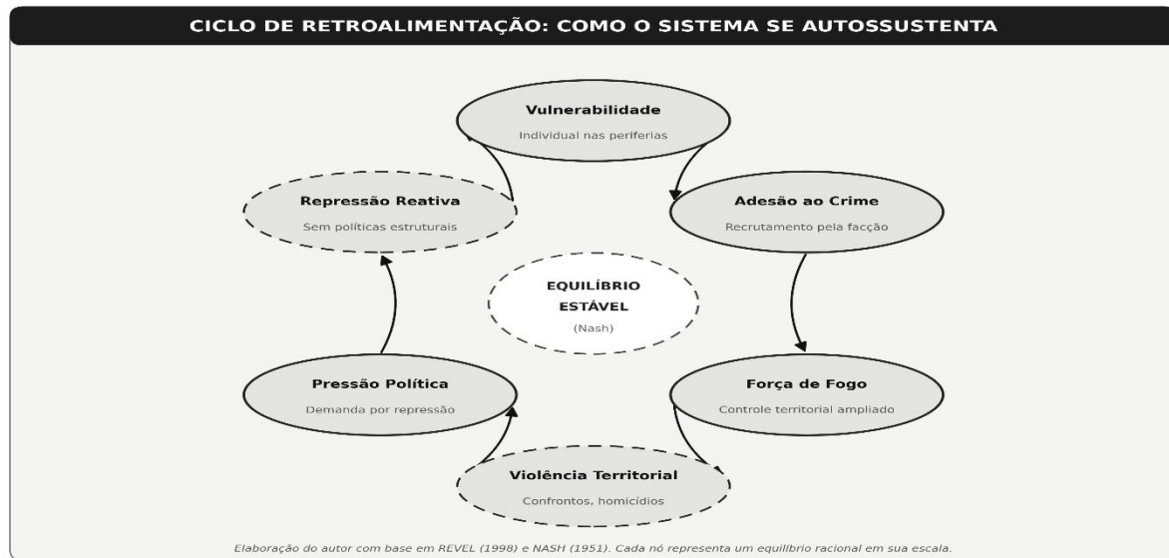 CICLO DE RETROALIMENTAÇÃO: COMO O SISTEMA SE AUTOSSUSTENTA
Vulnerabilidade
Individual nas periferias
Adesão ao Crime
Recrutamento pela facção
Força de Fogo
Controle territorial ampliado
Violência Territorial
Confrontos, homicídios
Pressão Política
Demanda por repressão
Repressão Reativa
Sem políticas estruturais
EQUILÍBRIO
ESTÁVEL
(Nash)
Elaboração do autor com base em REVEL (1998) e NASH (1951). Cada nó representa um equilíbrio racional em sua escala.